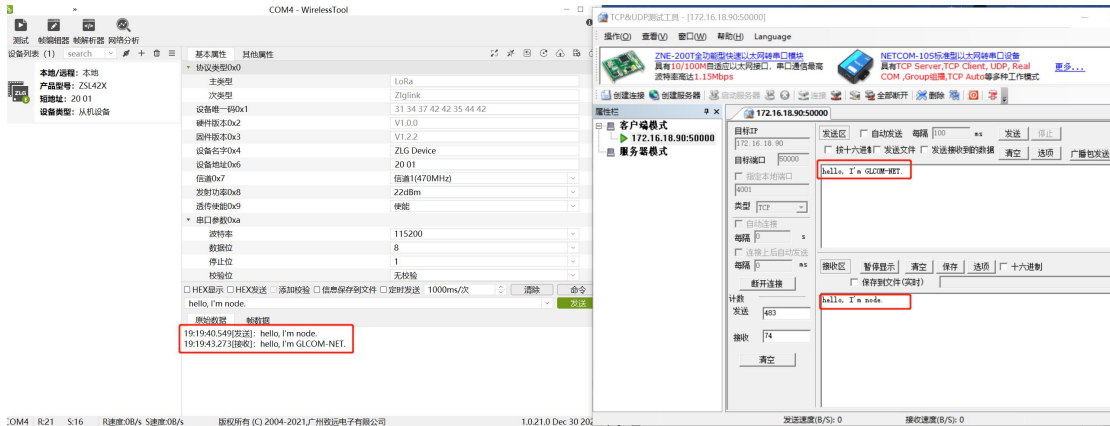 COM4 - WirelessTool
测试 帧编辑器 帧解析器 网络分析
设备列表 (1) search
本地/远程：本地
产品型号：ZSL42X
短地址：20 01
设备类型：从机设备
ZLG
基本属性 其他属性
协议类型0x0
主类型 LoRa
次类型 Ziglink
设备唯一码0x1 31 34 37 42 42 35 44 42
硬件版本0x2 V1.0.0
固件版本0x3 V1.2.2
设备名字0x4 ZLG Device
设备地址0x6 20 01
信道0x7 信道1(470MHz)
发射功率0x8 22dBm
透传使能0x9 使能
串口参数0xa
波特率 115200
数据位 8
停止位 1
校验位 无校验
HEX显示 HEX发送 添加校验 信息保存到文件 定时发送 1000ms/次 清除 命令
hello, I'm node. 发送
原始数据 帧数据
19:19:40.549[发送]：hello, I'm node.
19:19:43.273[接收]：hello, I'm GLCOM-NET.
COM4 R:21 S:16 R速度:0B/s S速度:0B/s 版权所有 (C) 2004-2021,广州致远电子有限公司 1.0.21.0 Dec 30 202
TCP&UDP测试工具 - [172.16.18.90:50000]
操作(O) 查看(V) 窗口(W) 帮助(H) Language
ZNE-200T全功能型快速以太网转串口模块
具有10/100M自适应以太网接口，串口通信最高
波特率高达1.15Mbps
NETCOM-10S标准型以太网转串口设备
具有TCP Server,TCP Client, UDP, Real
COM ,Group组播,TCP Auto等多种工作模式
更多...
创建连接 创建服务器 启动服务器 连接 全部断开 删除
属性栏
客户端模式
172.16.18.90:50000
服务器模式
172.16.18.90:50000
目标IP
172.16.18.90
目标端口 50000
指定本地端口
4001
类型 TCP
自动连接
每隔 0 s
连接上后自动发送
每隔 0 ms
断开连接
计数
发送 483
接收 74
清空
发送区 自动发送 每隔 100 ms 发送 停止
按十六进制 发送文件 发送接收到的数据 清空 选项 广播包发送
hello, I'm GLCOM-NET.
接收区 暂停显示 清空 保存 选项 十六进制
保存到文件(实时)
hello, I'm node.
发送速度(B/S): 0 接收速度(B/S): 0